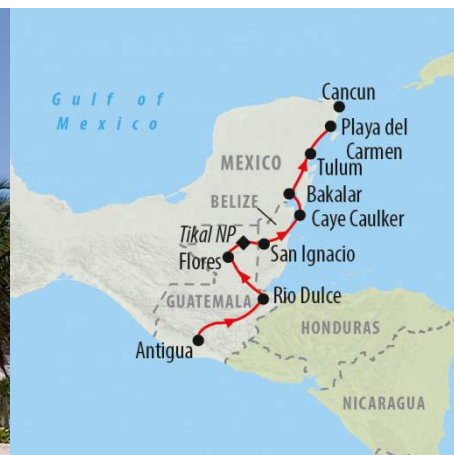 Gulf of
Mexico
Cancun
Playa del
Carmen
MEXICO
Tulum
Bakalar
BELIZE
Caye Caulker
Tikal NP
San Ignacio
Flores
Rio Dulce
GUATEMALA
HONDURAS
Antigua
NICARAGUA